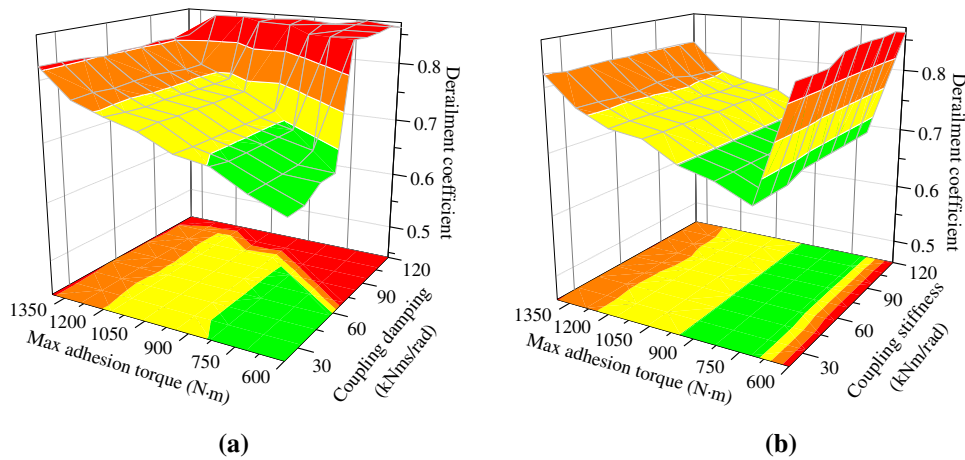 0.8
0.7
0.6
0.5
Derailment coefficient
120
90
60
30
Coupling damping
(kNms/rad)
1350
1200
1050
900
750
600
Max adhesion torque (N·m)
(a)
0.8
0.7
0.6
0.5
Derailment coefficient
120
90
60
30
Coupling stiffness
(kNm/rad)
1350
1200
1050
900
750
600
Max adhesion torque (N·m)
(b)